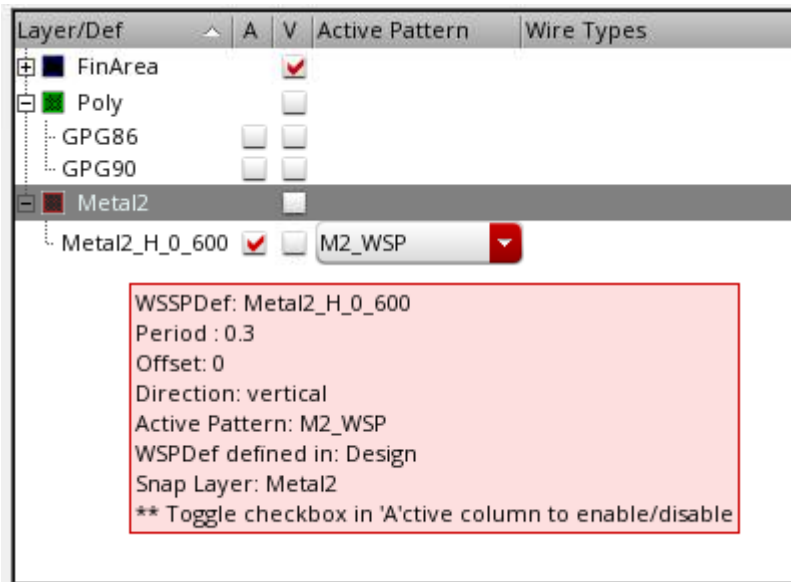 Layer/Def A V Active Pattern Wire Types
FinArea
Poly
GPG86
GPG90
Metal2
Metal2_H_0_600 M2_WSP
WSSPDef: Metal2_H_0_600
Period : 0.3
Offset: 0
Direction: vertical
Active Pattern: M2_WSP
WSPDef defined in: Design
Snap Layer: Metal2
** Toggle checkbox in 'A'ctive column to enable/disable